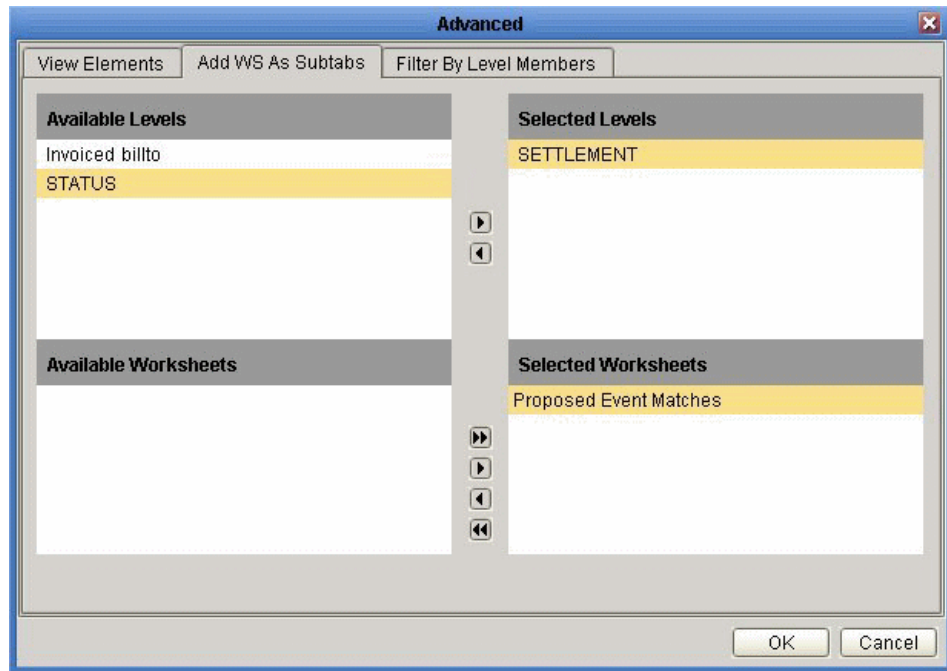 Advanced
View Elements Add WS As Subtabs Filter By Level Members
Available Levels
Invoiced billto
STATUS
Selected Levels
SETTLEMENT
Available Worksheets
Selected Worksheets
Proposed Event Matches
OK Cancel